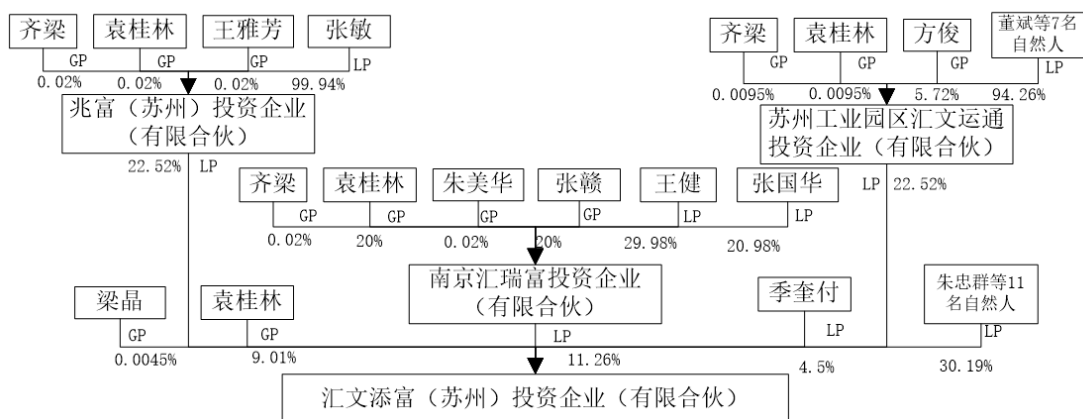 齐梁
袁桂林
王雅芳
张敏
GP
GP
GP
LP
0.02%
0.02%
0.02%
99.94%
兆富（苏州）投资企业
（有限合伙）
22.52%
LP
齐梁
袁桂林
方俊
董斌等7名
自然人
GP
GP
GP
LP
0.0095%
0.0095%
5.72%
94.26%
苏州工业园区汇文运通
投资企业（有限合伙）
LP
22.52%
齐梁
袁桂林
朱美华
张赣
王健
张国华
GP
GP
GP
GP
LP
LP
0.02%
20%
0.02%
20%
29.98%
20.98%
南京汇瑞富投资企业
（有限合伙）
梁晶
袁桂林
季奎付
朱忠群等11
名自然人
GP
GP
LP
LP
LP
0.0045%
9.01%
11.26%
4.5%
30.19%
汇文添富（苏州）投资企业（有限合伙）